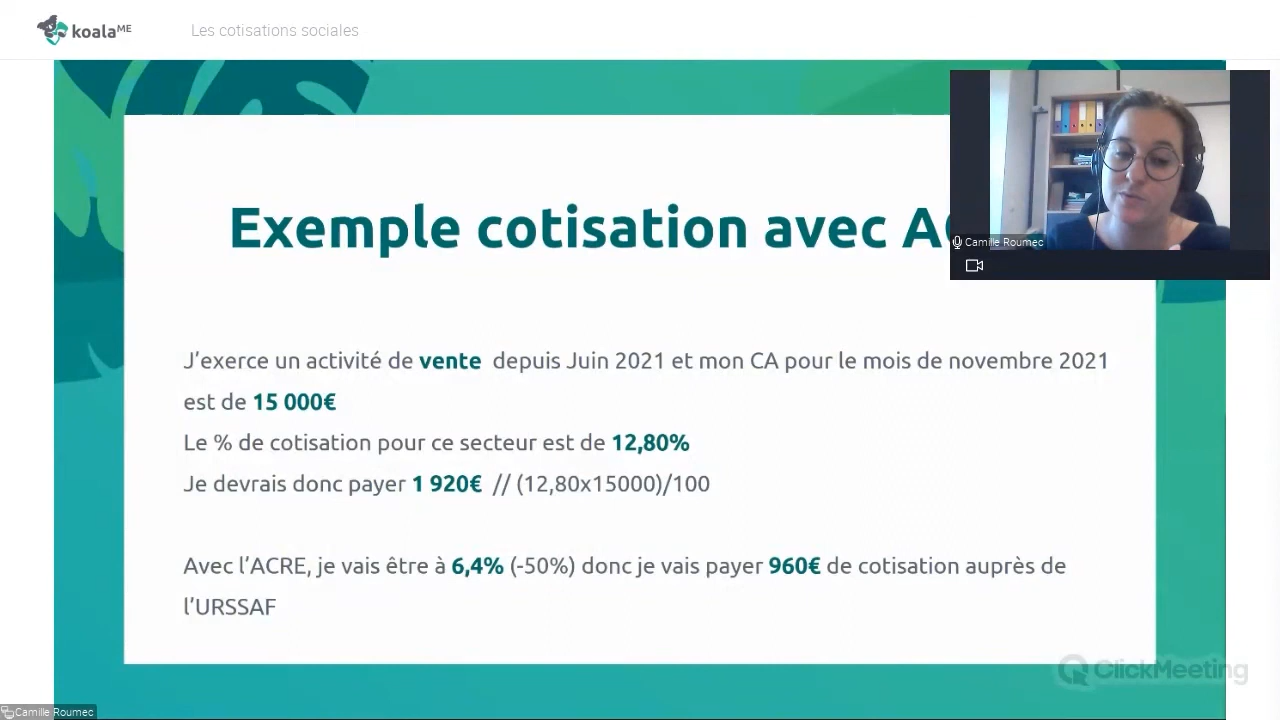 koalaME
Les cotisations sociales
Exemple cotisation avec A
Camille Roumec
J’exerce un activité de vente depuis Juin 2021 et mon CA pour le mois de novembre 2021
est de 15 000€
Le % de cotisation pour ce secteur est de 12,80%
Je devrais donc payer 1 920€ // (12,80x15000)/100
Avec l’ACRE, je vais être à 6,4% (-50%) donc je vais payer 960€ de cotisation auprès de
l’URSSAF
ClickMeeting
Camille Roumec